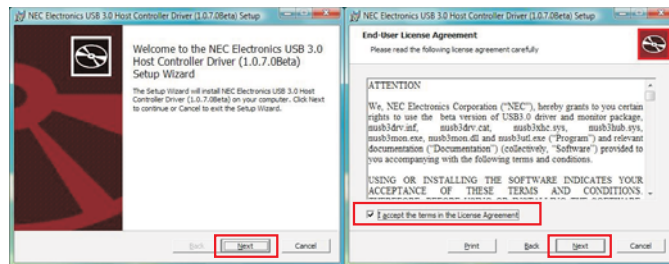 NEC Electronics USB 3.0 Host Controller Driver (1.0.7.0Beta) Setup
Welcome to the NEC Electronics USB 3.0
Host Controller Driver (1.0.7.0Beta)
Setup Wizard
The Setup Wizard will install NEC Electronics USB 3.0 Host
Controller Driver (1.0.7.0Beta) on your computer. Click Next
to continue or Cancel to exit the Setup Wizard.
Back
Next
Cancel
NEC Electronics USB 3.0 Host Controller Driver (1.0.7.0Beta) Setup
End-User License Agreement
Please read the following license agreement carefully
ATTENTION
We, NEC Electronics Corporation ("NEC"), hereby grants to you certain
rights to use the beta version of USB3.0 driver and monitor package,
nusb3drv.inf, nusb3drv.cat, nusb3xhc.sys, nusb3hub.sys,
nusb3mon.exe, nusb3mon.dll and nusb3utl.exe ("Program") and relevant
documentation ("Documentation") (collectively, "Software") provided to
you accompanying with the following terms and conditions.
USING OR INSTALLING THE SOFTWARE INDICATES YOUR
ACCEPTANCE OF THESE TERMS AND CONDITIONS.
THEREFORE, BEFORE USING OR INSTALLING THE SOFTWARE,
I accept the terms in the License Agreement
Print
Back
Next
Cancel